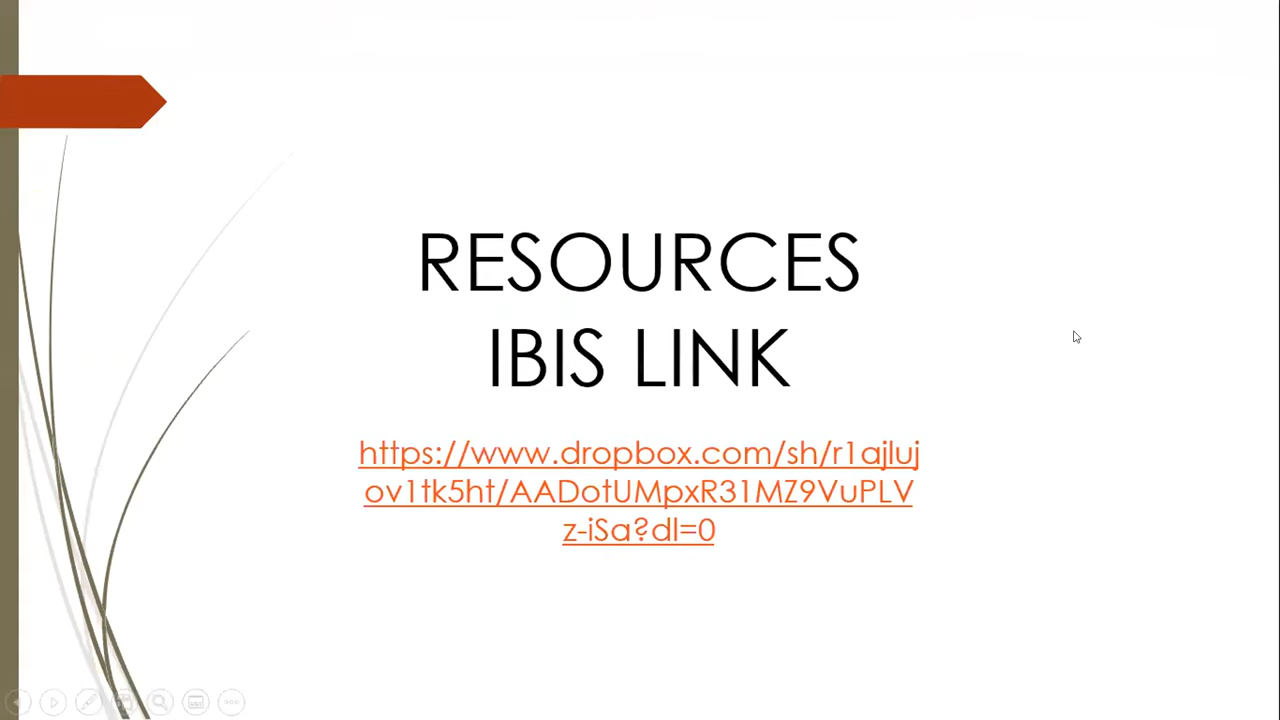 RESOURCES
IBIS LINK
https://www.dropbox.com/sh/r1ajluj
ov1tk5ht/AADotUMpxR31MZ9VuPLV
z-iSa?dl=0